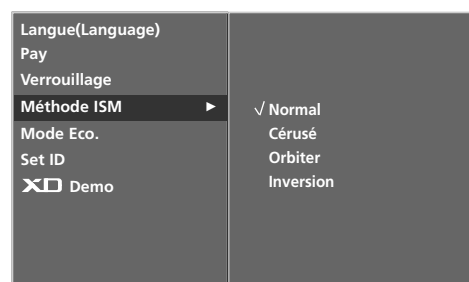 Langue(Language)
Pay
Verrouillage
Méthode ISM ►
Mode Eco.
Set ID
XD Demo
√ Normal
Cérusé
Orbiter
Inversion